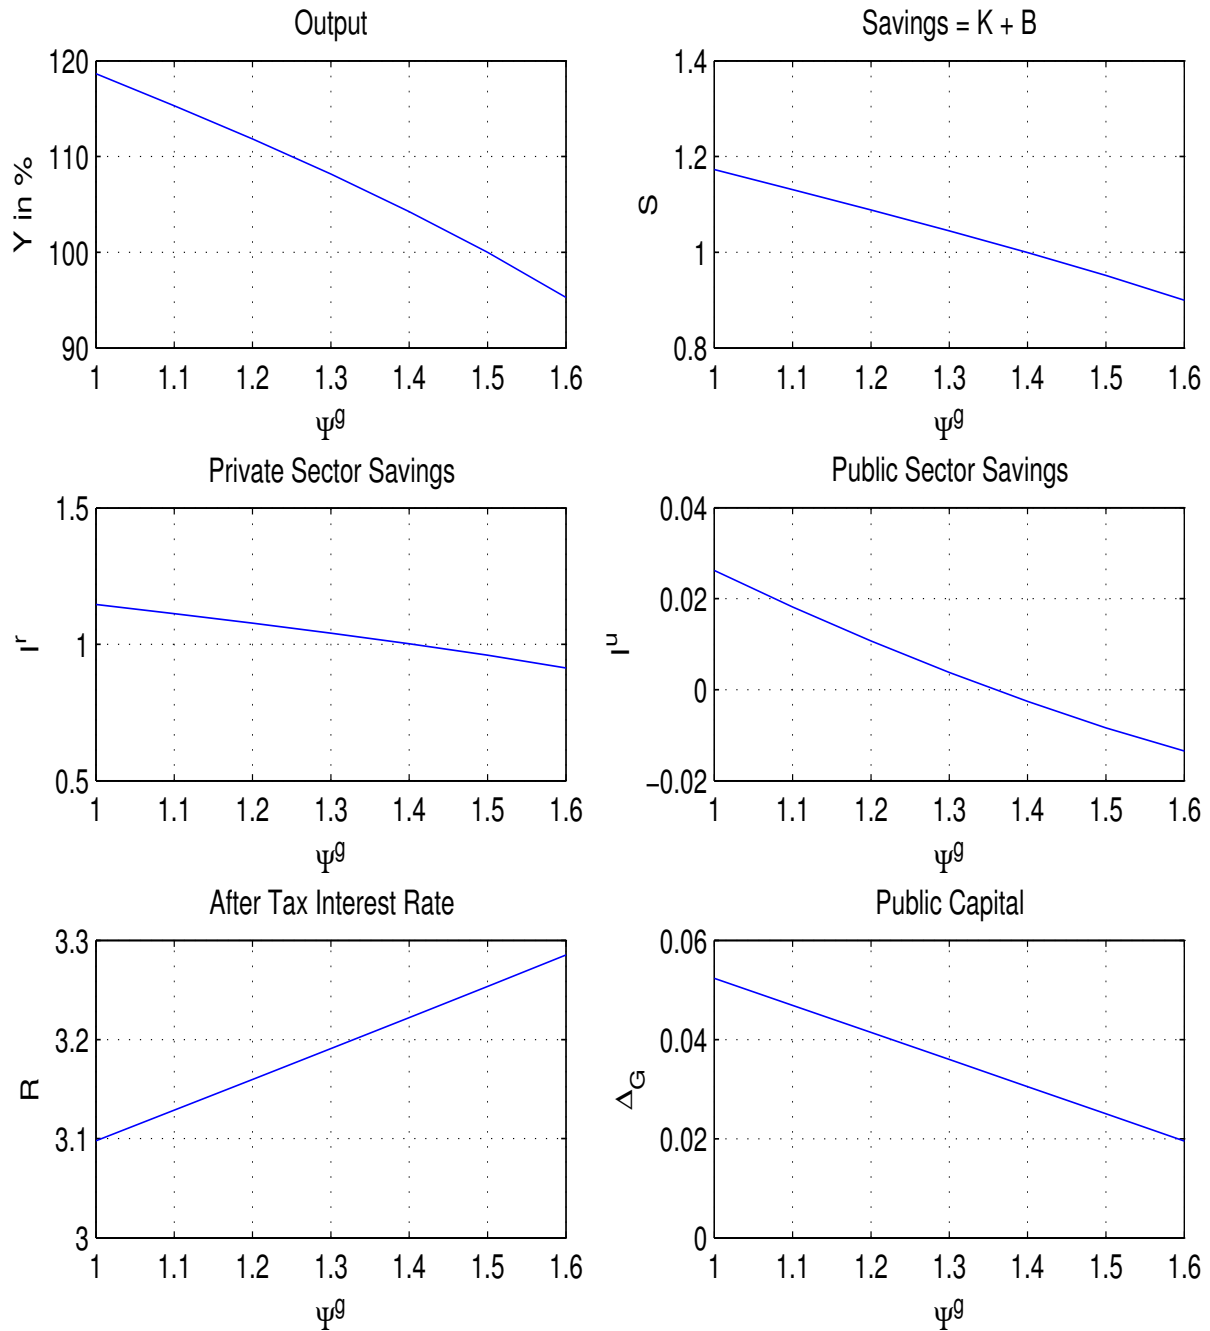 Output
Y in %
120
110
100
90
1 1.1 1.2 1.3 1.4 1.5 1.6
Ψ^g
Savings = K + B
S
1.4
1.2
1
0.8
1 1.1 1.2 1.3 1.4 1.5 1.6
Ψ^g
Private Sector Savings
I^r
1.5
1
0.5
1 1.1 1.2 1.3 1.4 1.5 1.6
Ψ^g
Public Sector Savings
I^u
0.04
0.02
0
−0.02
1 1.1 1.2 1.3 1.4 1.5 1.6
Ψ^g
After Tax Interest Rate
R
3.3
3.2
3.1
3
1 1.1 1.2 1.3 1.4 1.5 1.6
Ψ^g
Public Capital
Δ_G
0.06
0.04
0.02
0
1 1.1 1.2 1.3 1.4 1.5 1.6
Ψ^g